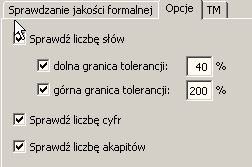 Sprawdzanie jakości formalnej Opcje TM
Sprawdź liczbę słów
dolna granica tolerancji: 40 %
górna granica tolerancji: 200 %
Sprawdź liczbę cyfr
Sprawdź liczbę akapitów